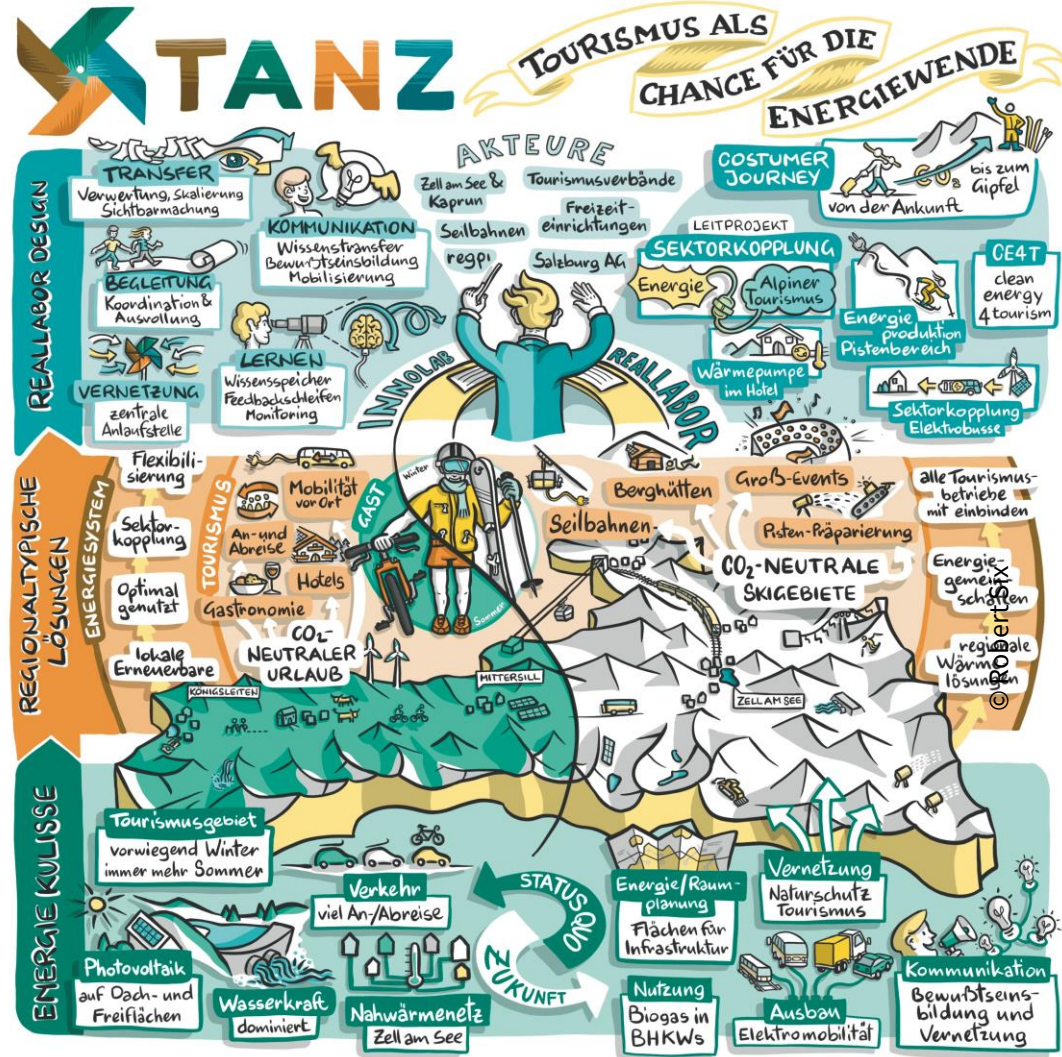 TANZ
TOURISMUS ALS
CHANCE FÜR DIE
ENERGIEWENDE
REALLABOR DESIGN
TRANSFER
Verwertung, Skalierung
Sichtbarmachung
KOMMUNIKATION
Wissenstransfer
Bewußtseinsbildung
Mobilisierung
BEGLEITUNG
Koordination &
Ausrollung
LERNEN
Wissensspeicher
Feedbackschleifen
Monitoring
VERNETZUNG
zentrale
Anlaufstelle
AKTEURE
Zell am See &
Kaprun
Tourismusverbände
Seilbahnen
Freizeit-
einrichtungen
regpi
Salzburg AG
INNOLAB
REALLABOR
COSTUMER
JOURNEY
von der Ankunft
CO2
bis zum
Gipfel
LEITPROJEKT
SEKTORKOPPLUNG
Energie
Alpiner
Tourismus
Wärmepumpe
im Hotel
Energie
produktion
Pistenbereich
CE4T
clean
energy
4 tourism
Sektorkopplung
Elektrobusse
REGIONALTYPISCHE
LÖSUNGEN
ENERGIESYSTEM
Flexibili-
sierung
Sektor-
kopplung
Optimal
genutzt
lokale
Erneuerbare
TOURISMUS
Mobilität
vor Ort
An- und
Abreise
Hotels
Gastronomie
CO2-
NEUTRALER
URLAUB
GAST
Winter
Sommer
Seilbahnen
Berghütten
Groß-Events
Pisten-Präparierung
CO2-NEUTRALE
SKIGEBIETE
alle Tourismus-
betriebe
mit einbinden
Energie
gemein
schaften
regionale
Wärme
lösungen
© Robert Six
KÖNIGSLEITEN
MITTERSILL
ZELL AM SEE
ENERGIE KULISSE
Tourismusgebiet
vorwiegend Winter
immer mehr Sommer
Verkehr
viel An-/Abreise
Photovoltaik
auf Dach- und
Freiflächen
Wasserkraft
dominiert
Nahwärmenetz
Zell am See
STATUS QUO
ZUKUNFT
Energie/Raum-
planung
Flächen für
Infrastruktur
Vernetzung
Naturschutz
Tourismus
Nutzung
Biogas in
BHKWs
Ausbau
Elektromobilität
Kommunikation
Bewußtseins-
bildung und
Vernetzung